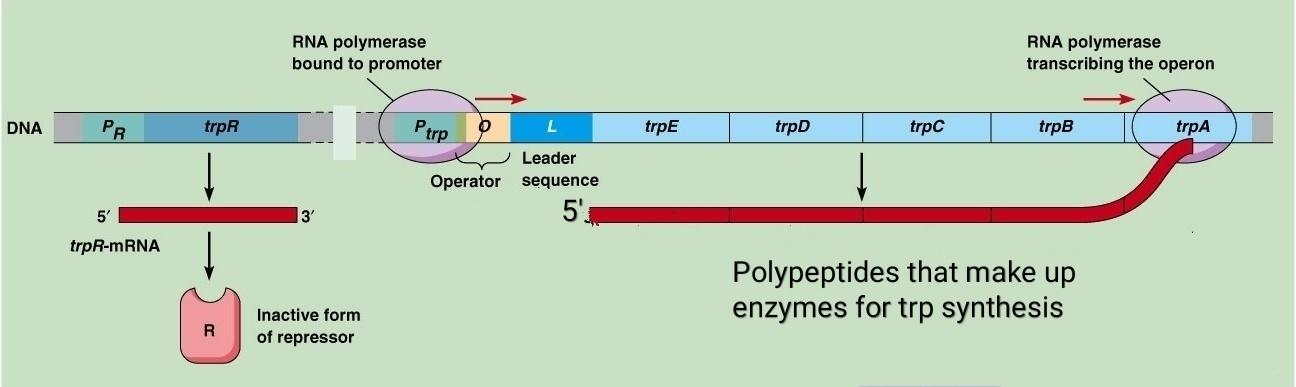 RNA polymerase
bound to promoter
RNA polymerase
transcribing the operon
DNA
PR
trpR
Ptrp
O
L
trpE
trpD
trpC
trpB
trpA
Operator
Leader
sequence
5′
3′
5'
trpR-mRNA
Polypeptides that make up
enzymes for trp synthesis
R
Inactive form
of repressor